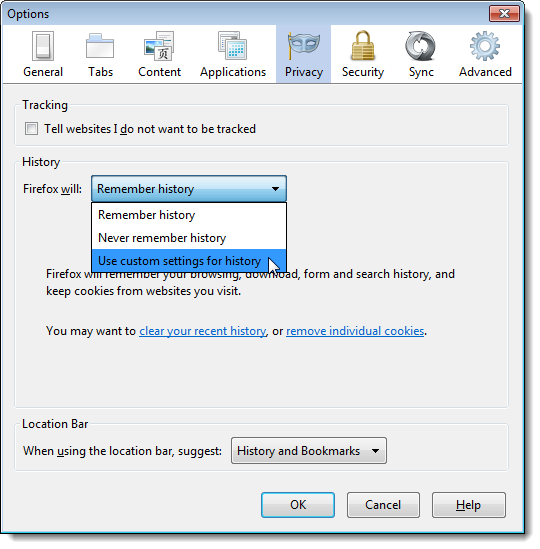 Options
General Tabs Content Applications Privacy Security Sync Advanced
Tracking
Tell websites I do not want to be tracked
History
Firefox will: Remember history
Remember history
Never remember history
Use custom settings for history
Firefox will remember your browsing, download, form and search history, and
keep cookies from websites you visit.
You may want to clear your recent history, or remove individual cookies.
Location Bar
When using the location bar, suggest: History and Bookmarks
OK Cancel Help